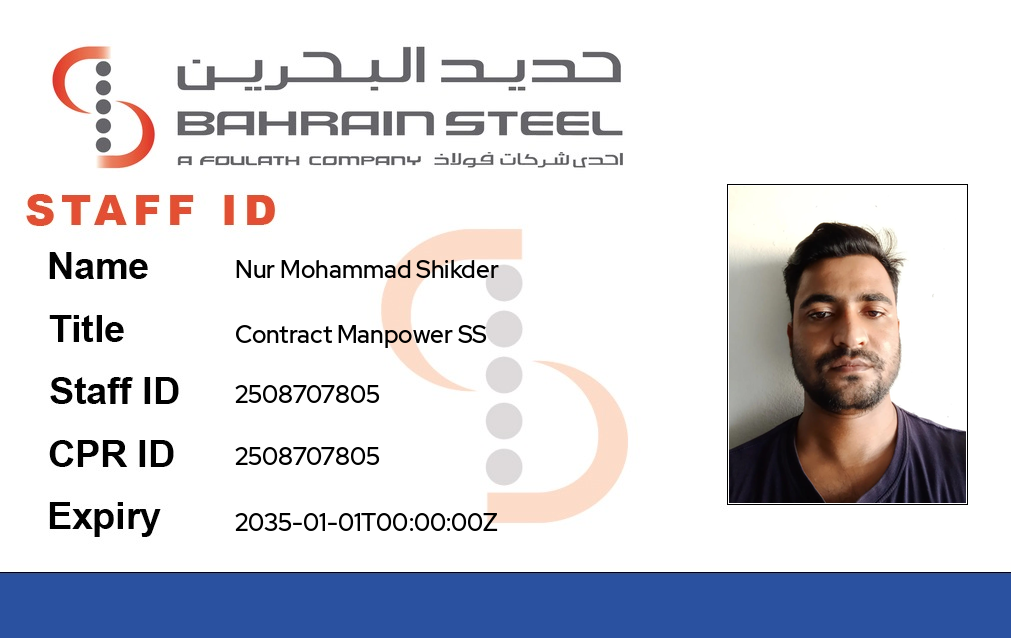 حديد البحرين
BAHRAIN STEEL
A FOULATH COMPANY احدى شركات فولاذ
STAFF ID
Name Nur Mohammad Shikder
Title Contract Manpower SS
Staff ID 2508707805
CPR ID 2508707805
Expiry 2035-01-01T00:00:00Z